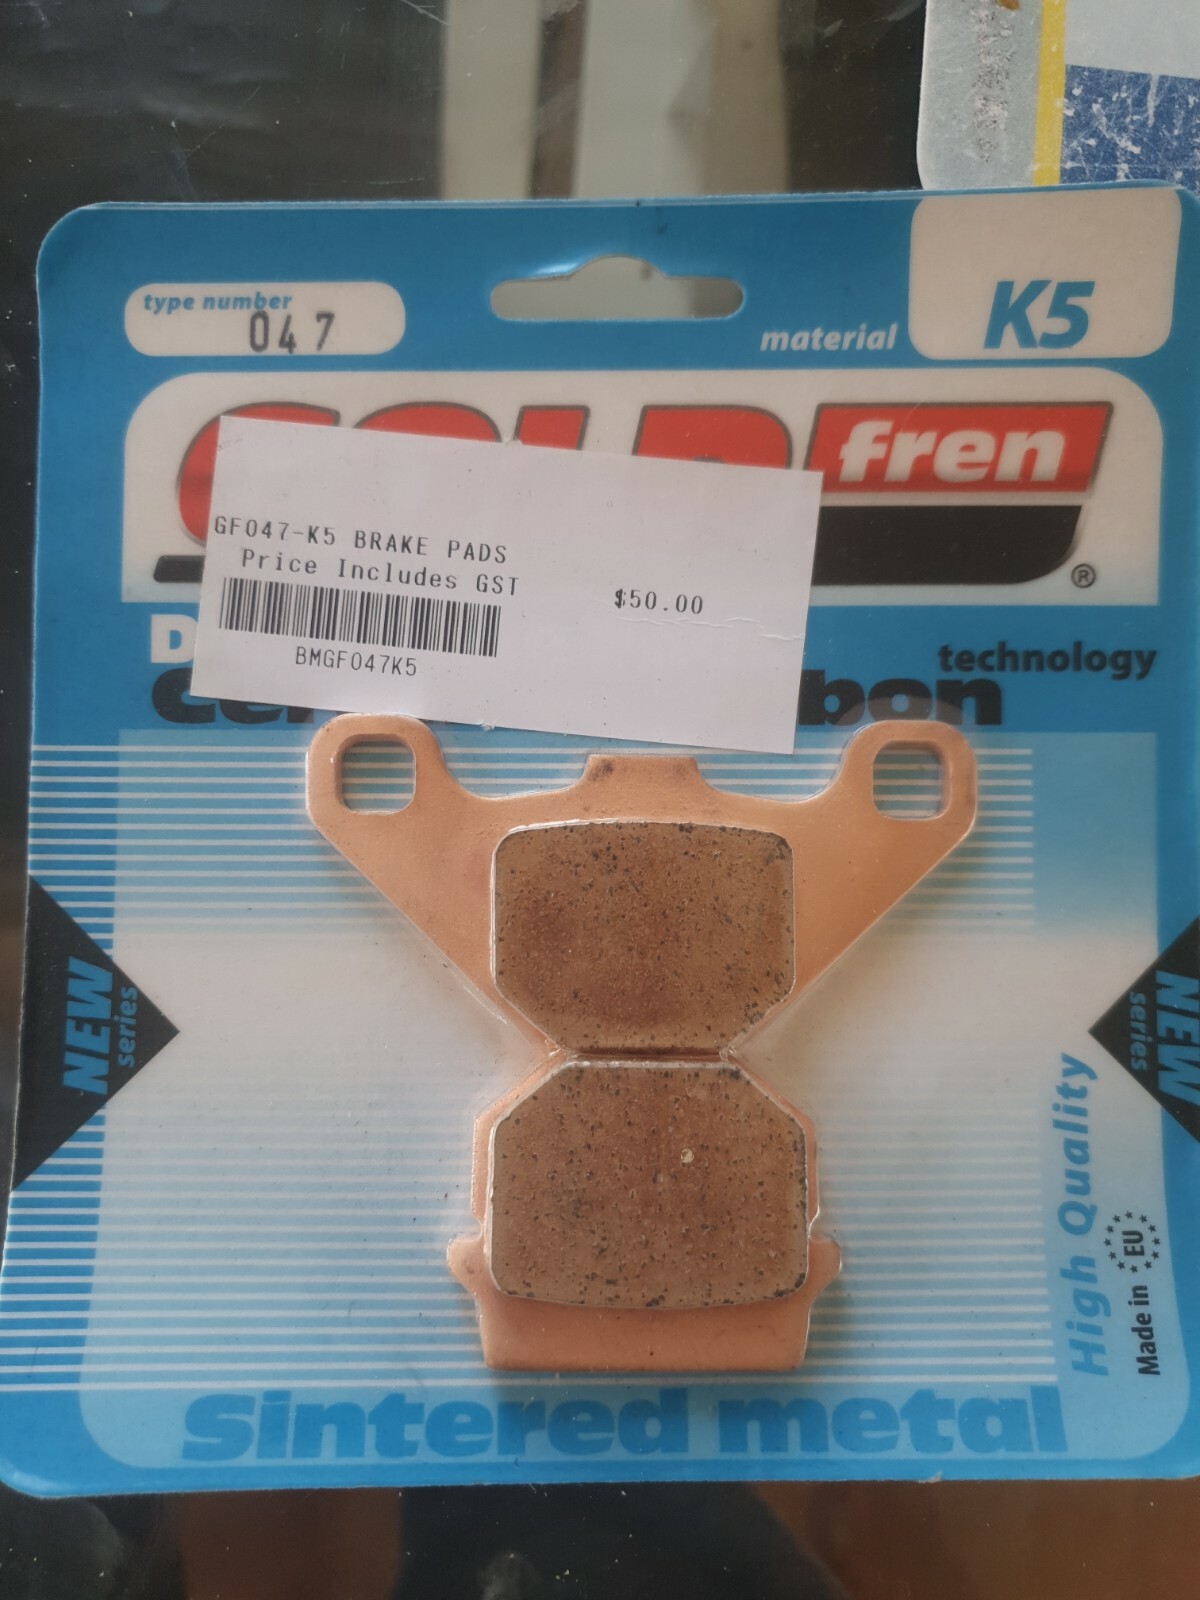 type number
047
material
K5
fren
®
GF047-K5 BRAKE PADS
Price Includes GST
$50.00
BMGF047K5
technology
NEW
series
NEW
series
High Quality
Made in EU
Sintered metal